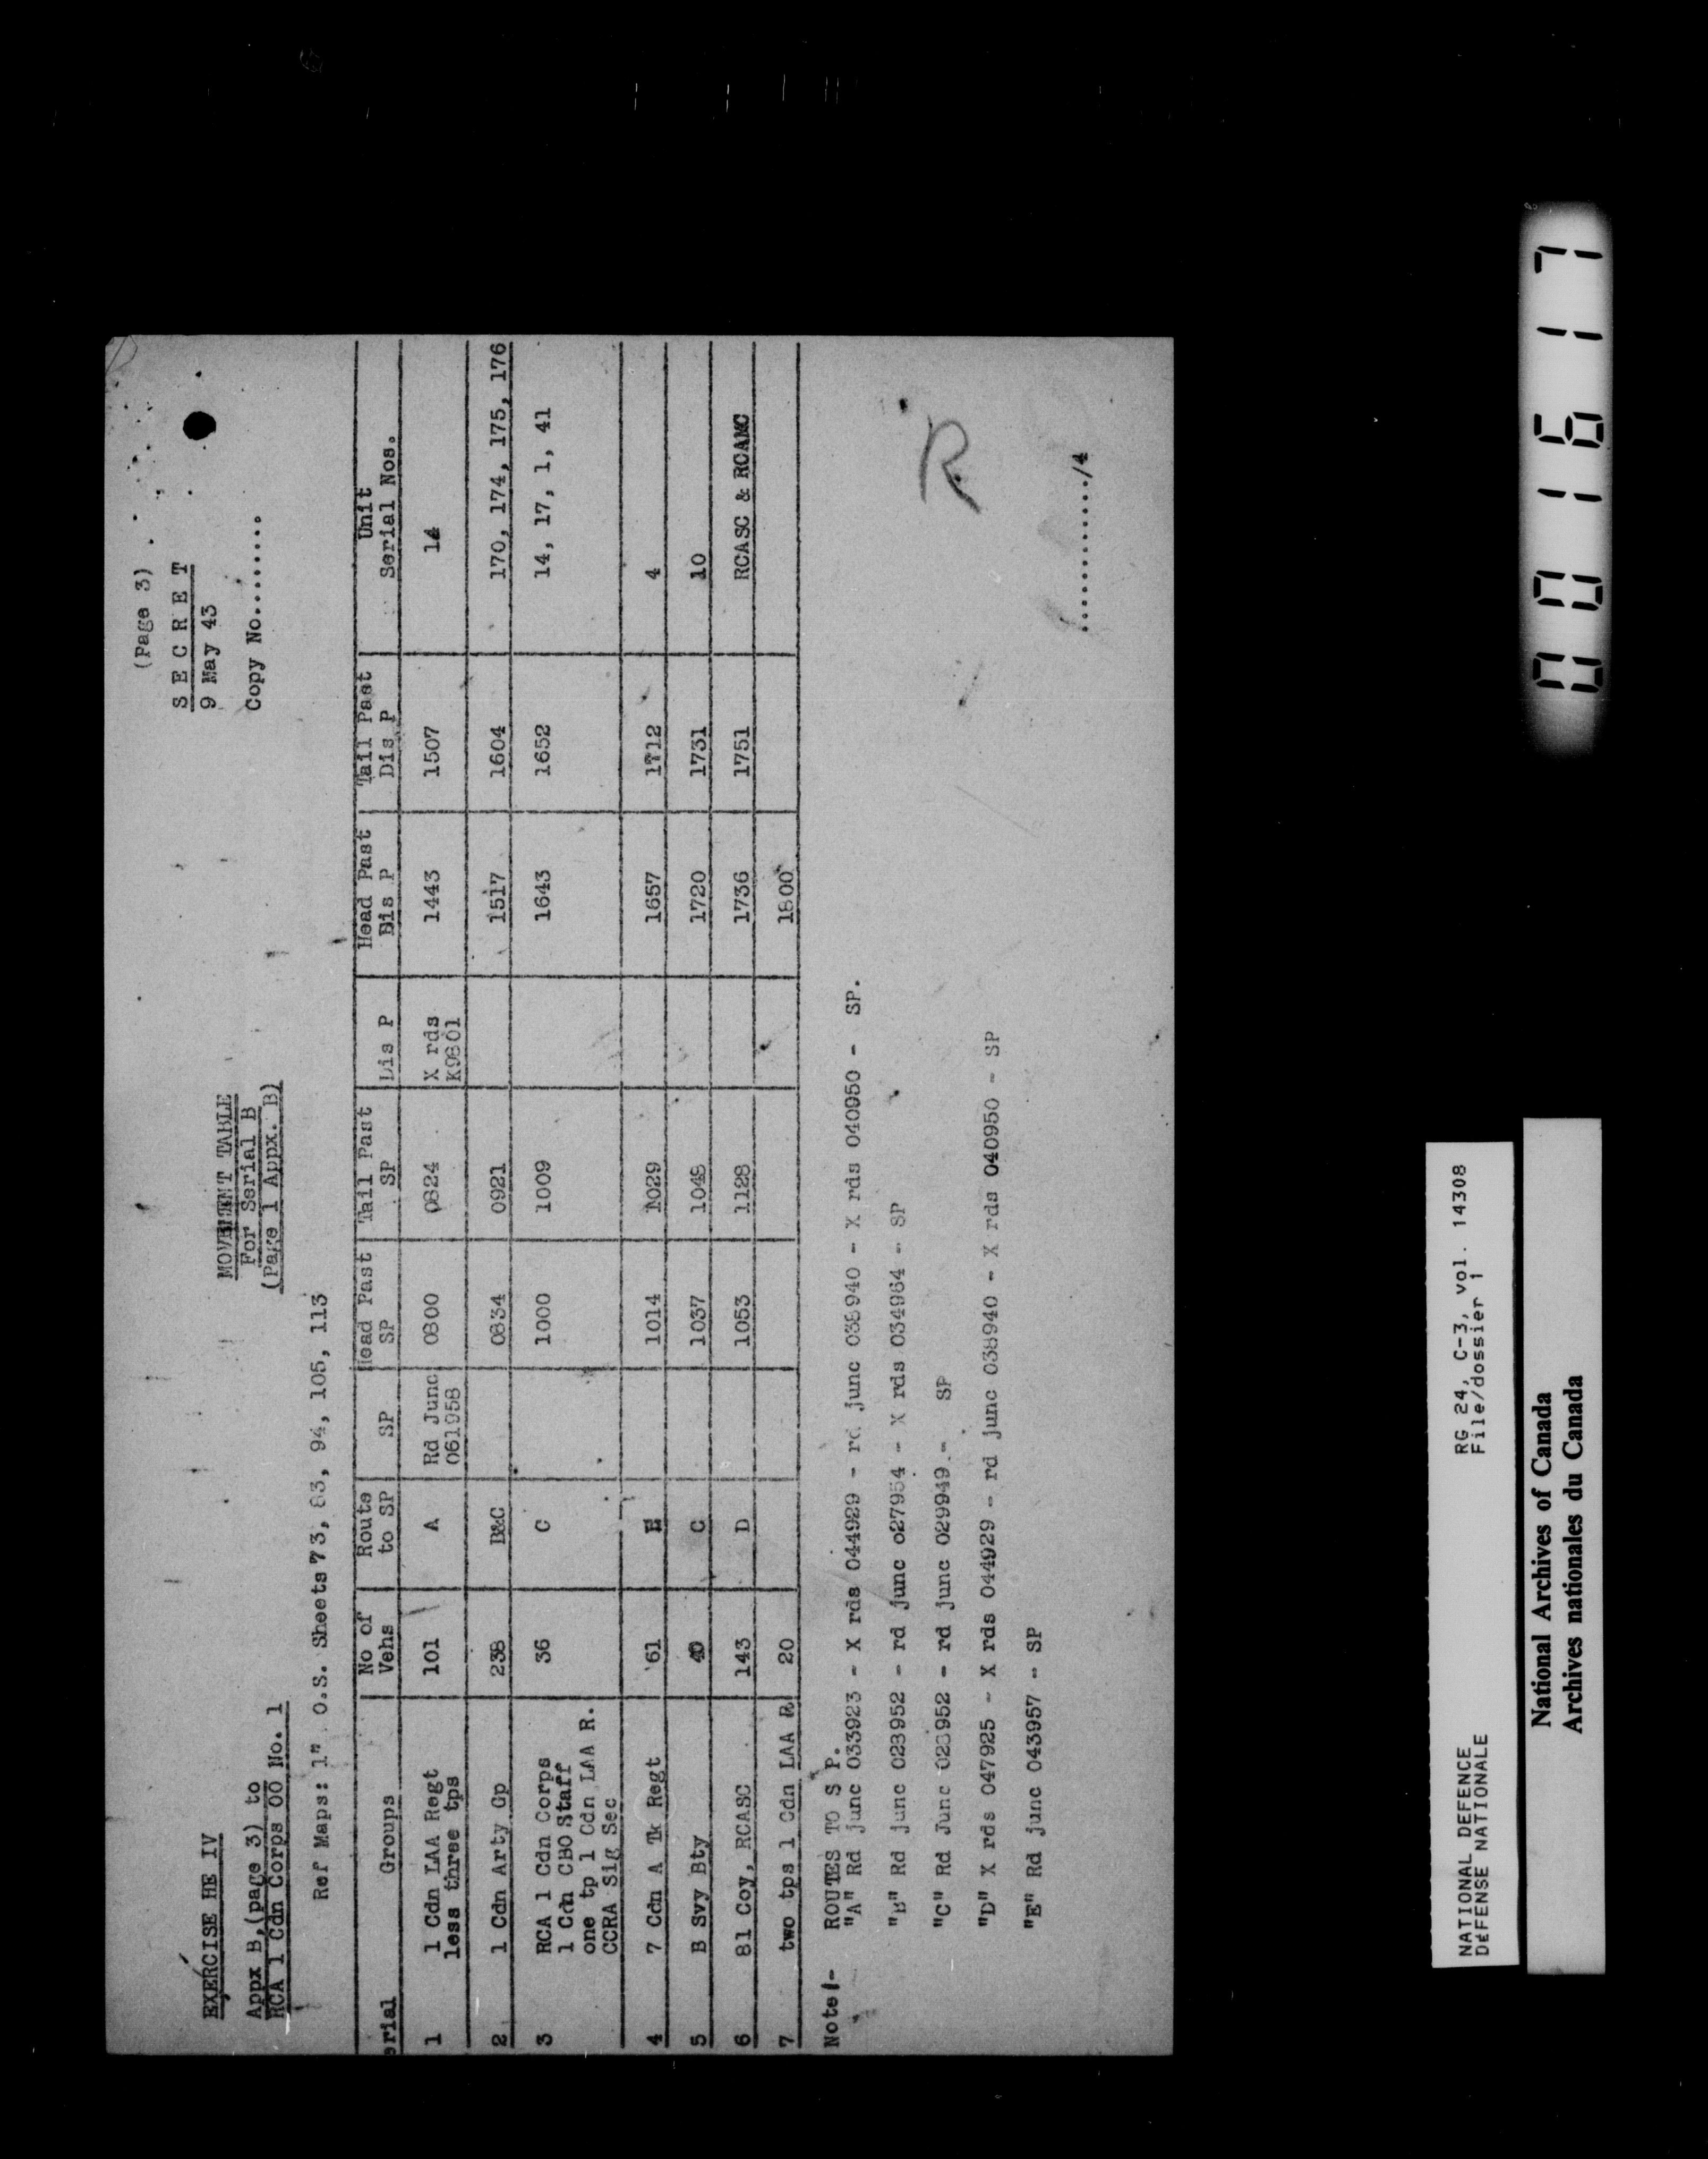 (Page 3)
EXERCISE HE IV
S E C R E T
9 May 43
Appx B,(page 3) to
RCA 1 Cdn Corps OO No. 1
MOVEMENT TABLE
For Serial B
(Page 1 Appx. B)
Copy No.........
Ref Maps: 1" O.S. Sheets 73, 83, 94, 105, 113
erial Groups No of Vehs Route to SP SP Head Past SP Tail Past SP Dis P Head Past Dis P Tail Past Dis P Unit Serial Nos.
1 1 Cdn LAA Regt 101 A Rd Junc 0800 0824 X rds 1443 1507 14
less three tps 061958 K9801
2 1 Cdn Arty Gp 238 B&C 0834 0921 1517 1604 170, 174, 175, 176
3 RCA 1 Cdn Corps 36 C 1000 1009 1643 1652 14, 17, 1, 41
1 Cdn CBO Staff
one tp 1 Cdn LAA R.
CCRA Sig Sec
4 7 Cdn A Tk Regt 61 E 1014 1029 1657 1712 4
5 B Svy Bty 40 C 1037 1048 1720 1731 10
6 81 Coy, RCASC 143 D 1053 1128 1736 1751 RCASC & RCAMC
7 two tps 1 Cdn LAA R 20 1800
Note:- ROUTES TO S P.
"A" Rd junc 033923 - X rds 044929 - rd junc 038940 - X rds 040950 - SP.
"B" Rd junc 023952 - rd junc 027954 - X rds 034964 - SP
"C" Rd Junc 023952 - rd junc 029949 - SP
"D" X rds 047925 - X rds 044929 - rd junc 038940 - X rds 040950 - SP
"E" Rd junc 043957 - SP
R
............/4
NATIONAL DEFENCE RG 24, C-3, vol. 14308
DÉFENSE NATIONALE File/dossier 1
National Archives of Canada
Archives nationales du Canada
001617